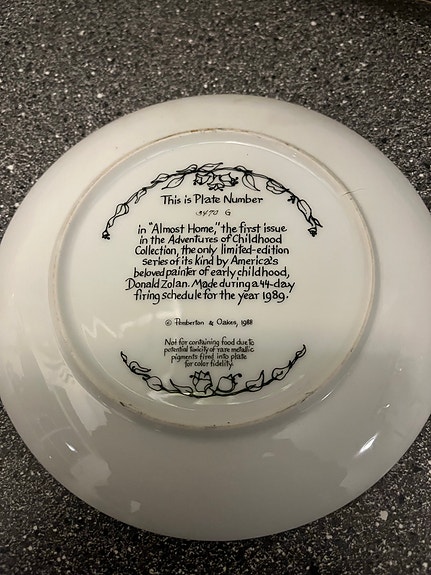 This is Plate Number
3470 G
in "Almost Home," the first issue
in the Adventures of Childhood
Collection, the only limited-edition
series of its kind by America's
beloved painter of early childhood,
Donald Zolan. Made during a 44-day
firing schedule for the year 1989.
© Pemberton & Oakes, 1988
Not for containing food due to
potential toxicity of rare metallic
pigments fired into plate
for color fidelity.